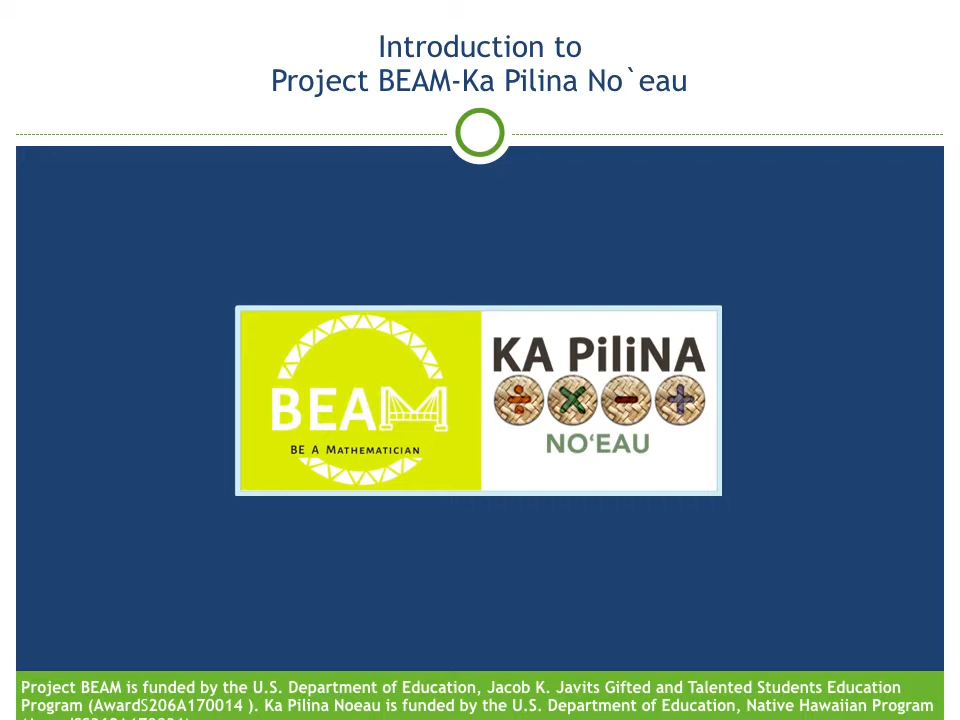 Introduction to
Project BEAM-Ka Pilina No`eau
BEAM
BE A MATHEMATICIAN
KA PiliNA
NO‘EAU
Project BEAM is funded by the U.S. Department of Education, Jacob K. Javits Gifted and Talented Students Education
Program (AwardS206A170014 ). Ka Pilina Noeau is funded by the U.S. Department of Education, Native Hawaiian Program